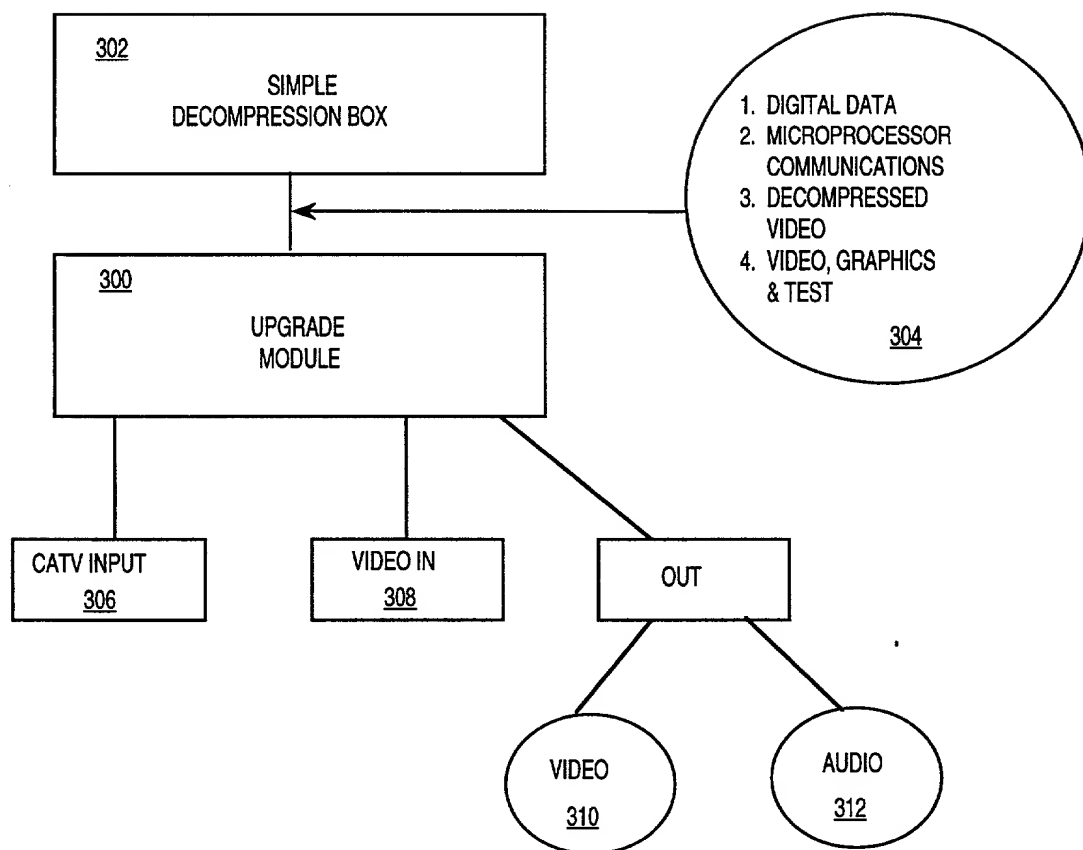 302
SIMPLE
DECOMPRESSION BOX
1. DIGITAL DATA
2. MICROPROCESSOR
COMMUNICATIONS
3. DECOMPRESSED
VIDEO
4. VIDEO, GRAPHICS
& TEST
304
300
UPGRADE
MODULE
CATV INPUT
306
VIDEO IN
308
OUT
VIDEO
310
AUDIO
312